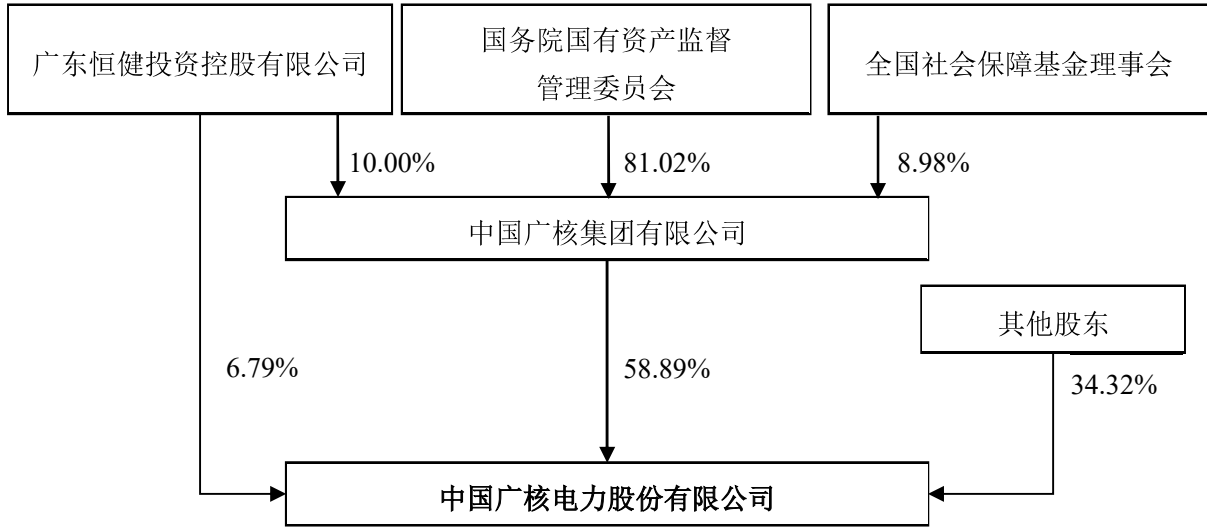 广东恒健投资控股有限公司
国务院国有资产监督
管理委员会
全国社会保障基金理事会
10.00%
81.02%
8.98%
中国广核集团有限公司
其他股东
6.79%
58.89%
34.32%
中国广核电力股份有限公司